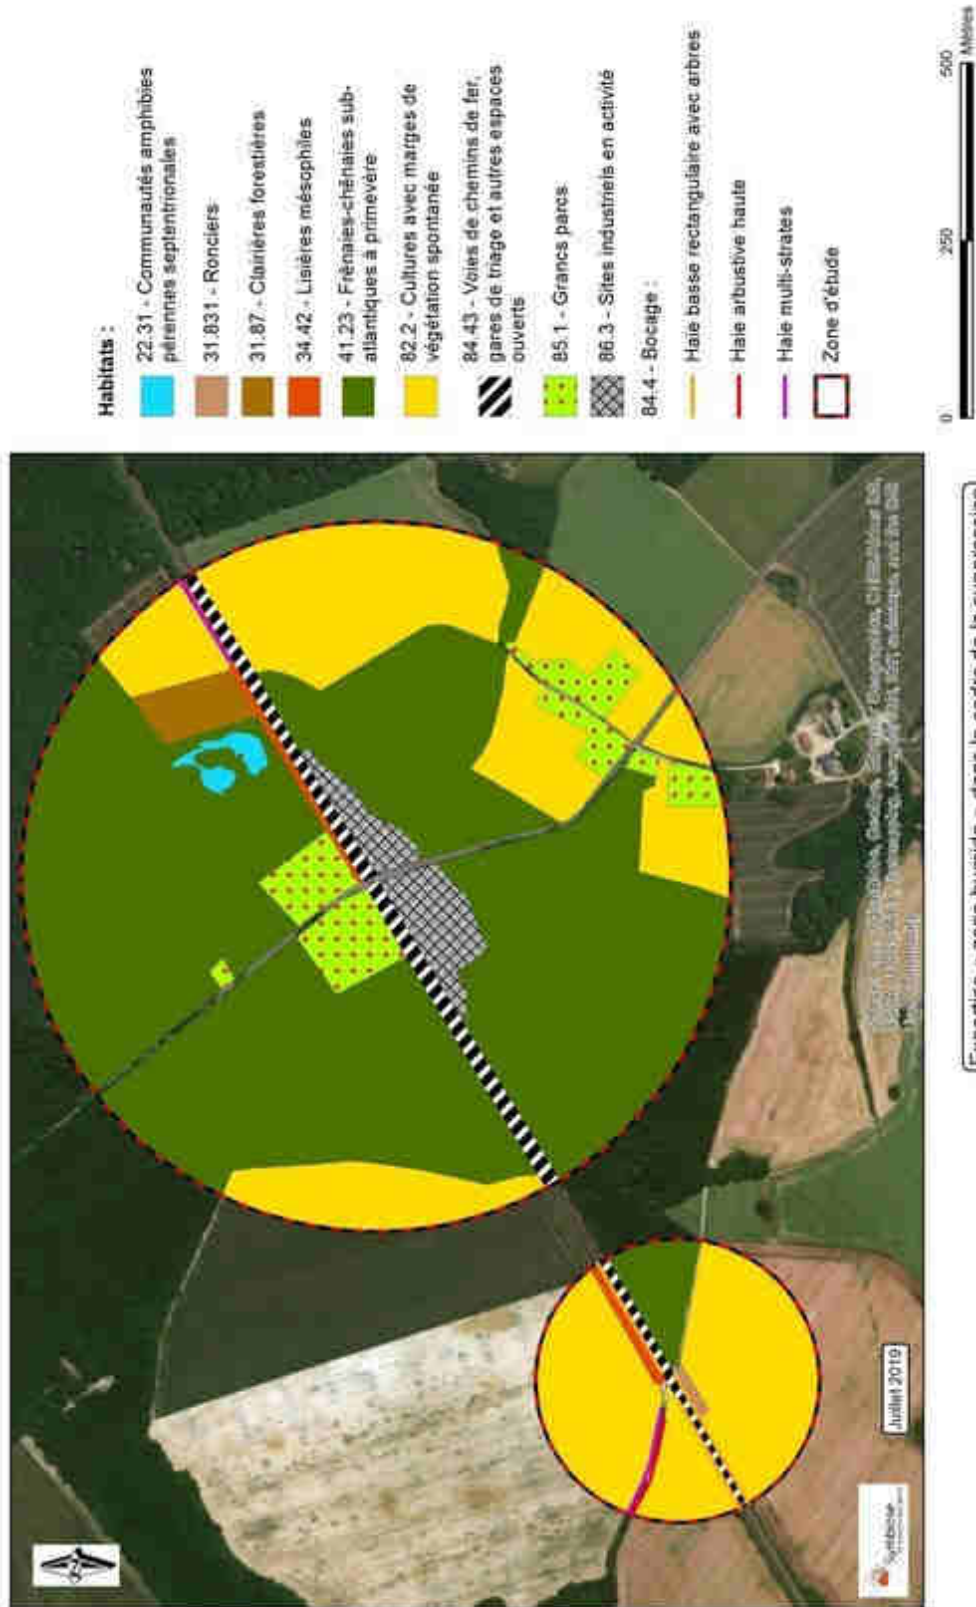 Habitats :
22.31 - Communautés amphibies
pérennes septentrionales
31.831 - Ronciers
31.87 - Clairières forestières
34.42 - Lisières mésophiles
41.23 - Frênaies-chênaies sub-
atlantiques à primevère
82.2 - Cultures avec marges de
végétation spontanée
84.43 - Voies de chemins de fer,
gares de triage et autres espaces
ouverts
85.1 - Grancs parcs
86.3 - Sites industriels en activité
84.4 - Bocage :
Haie basse rectangulaire avec arbres
Haie arbustive haute
Haie multi-strates
Zone d'étude
0 250 500
Mètres
Juillet 2019
Symbiose